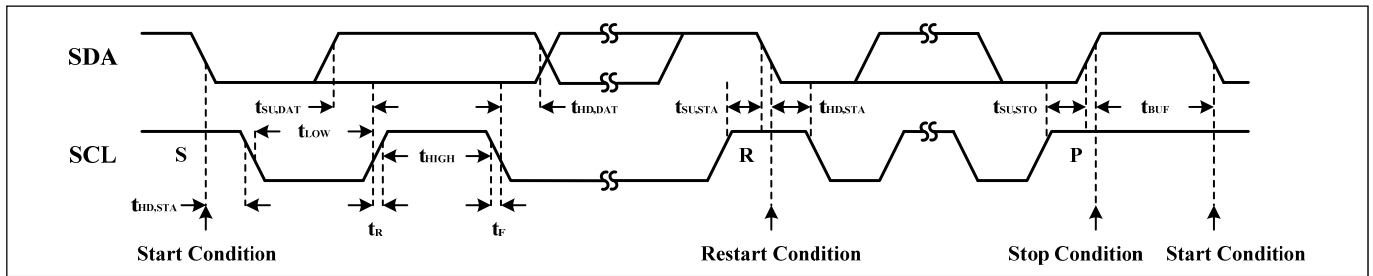 SDA
tSU,DAT
tHD,DAT
tSU,STA
tHD,STA
tSU,STO
tBUF
tLOW
SCL
S
tHIGH
R
P
tHD,STA
tR
tF
Start Condition
Restart Condition
Stop Condition
Start Condition